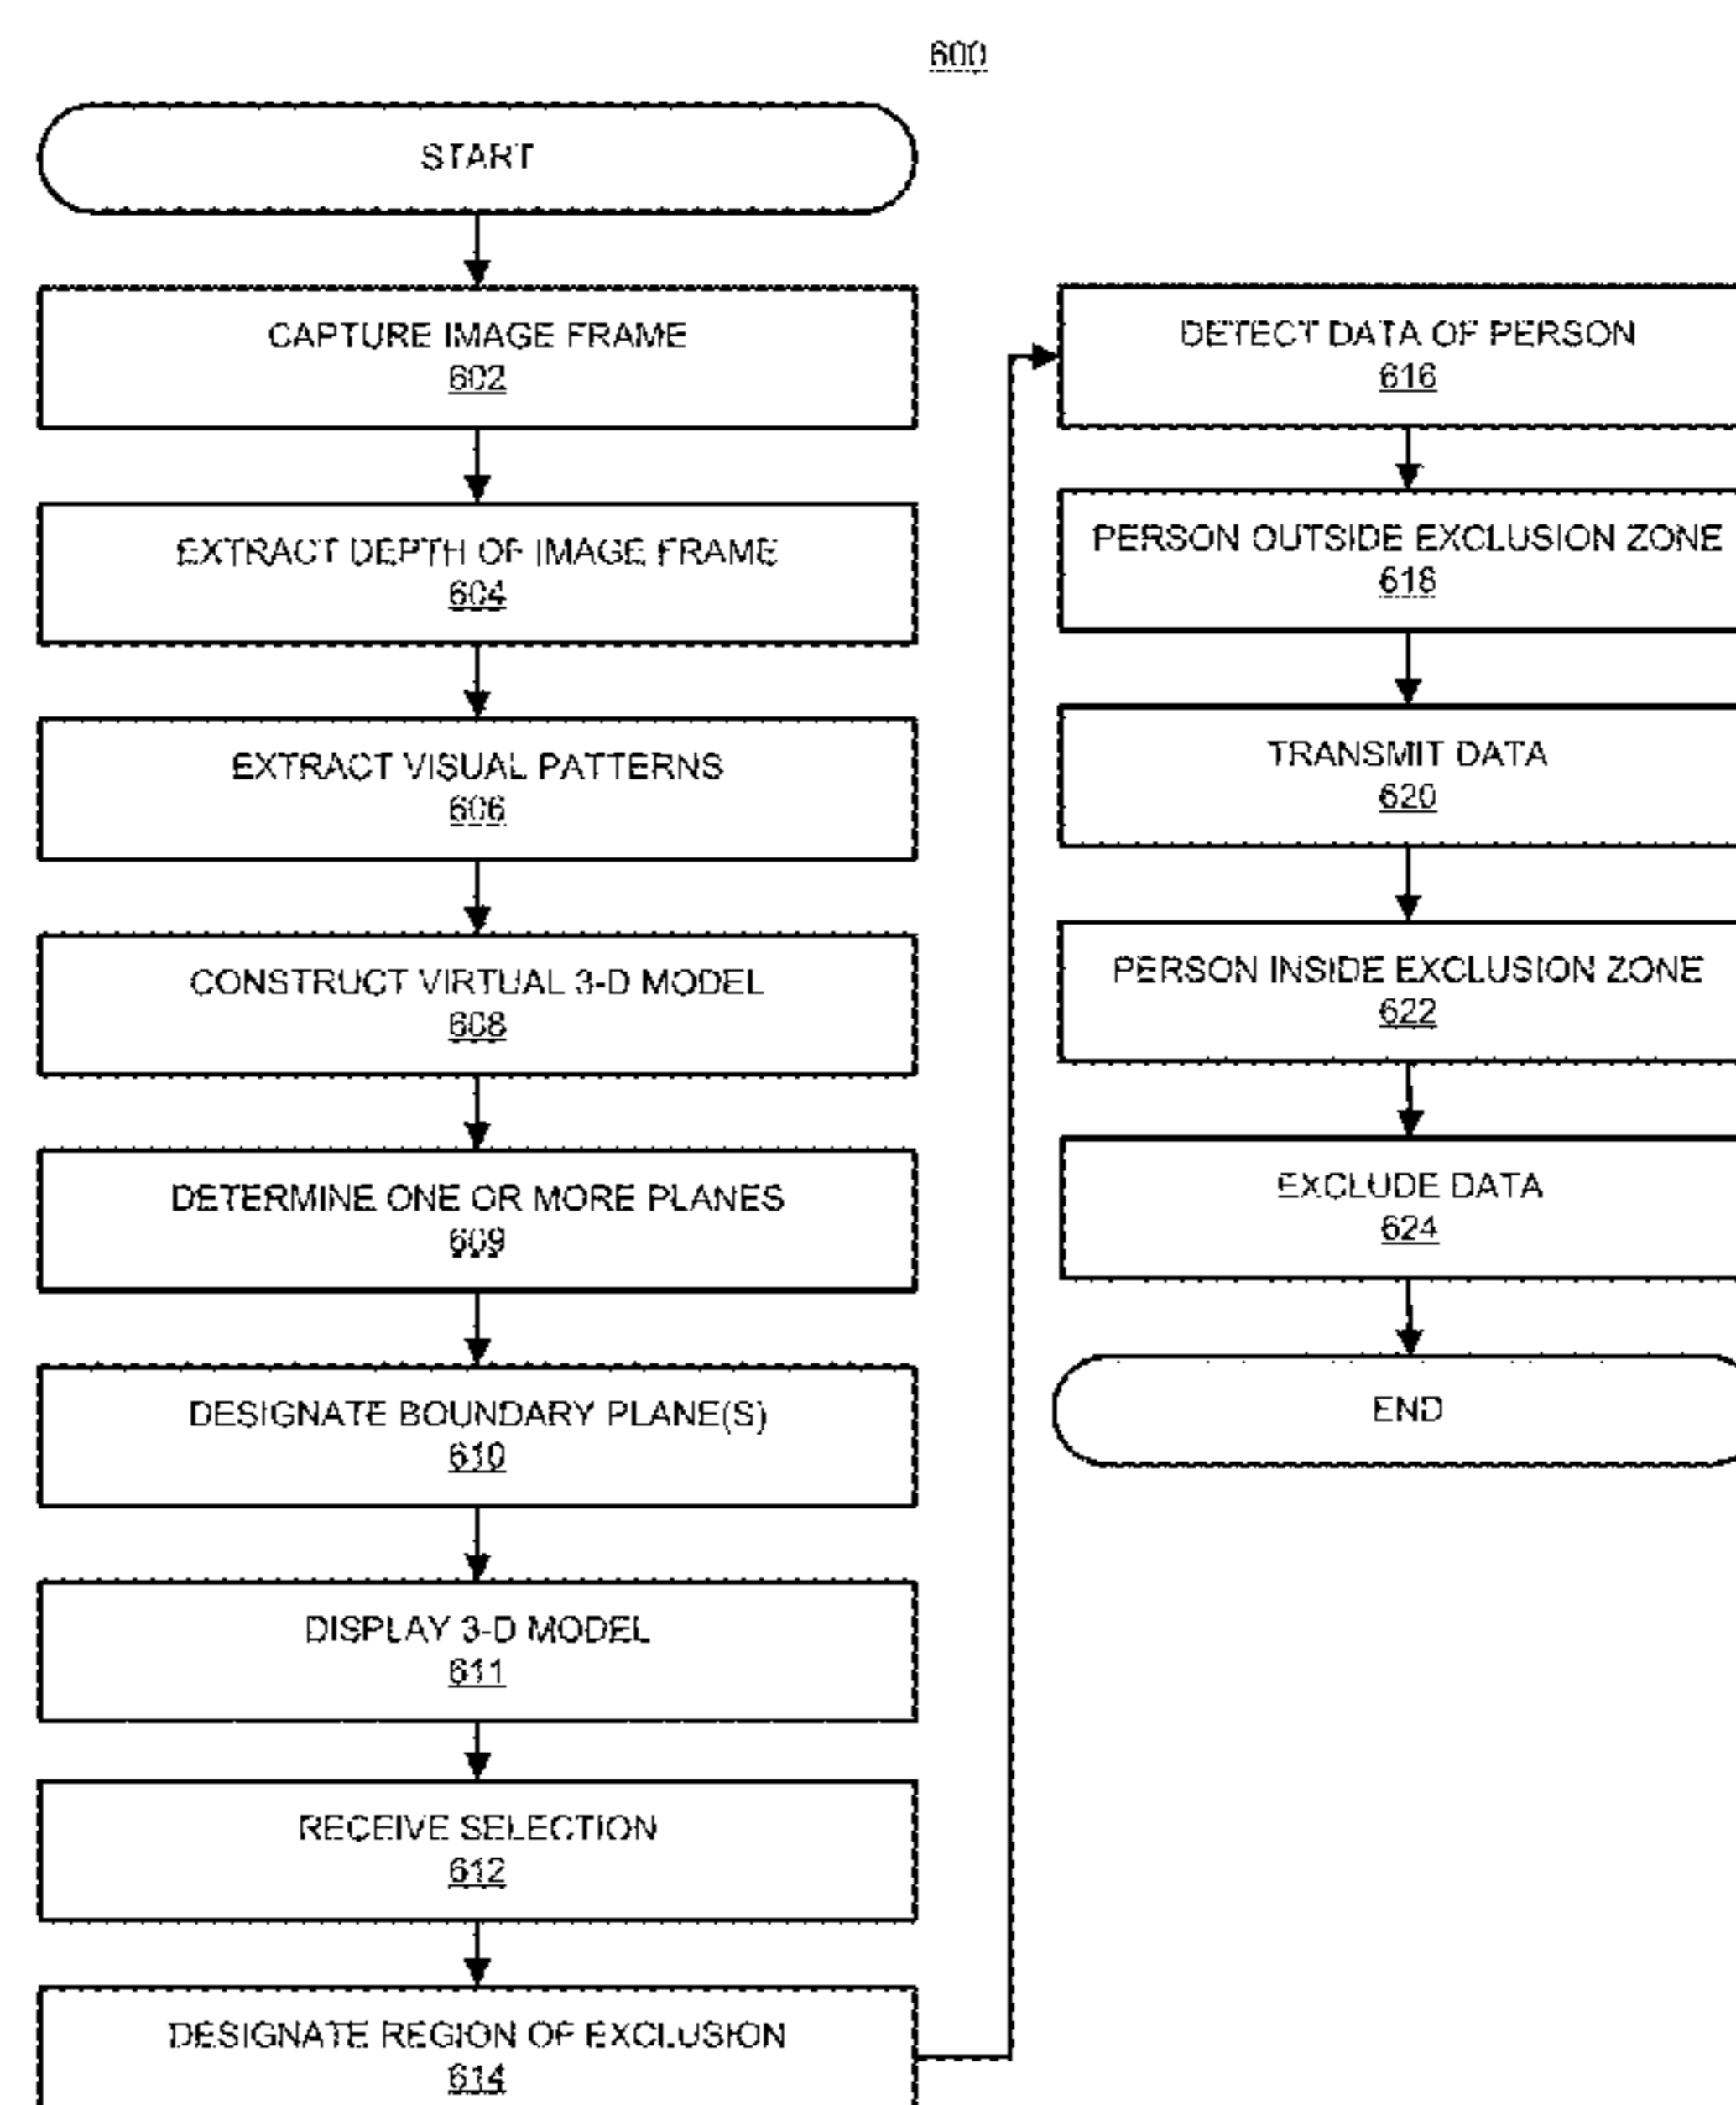 600
START
CAPTURE IMAGE FRAME
602
EXTRACT DEPTH OF IMAGE FRAME
604
EXTRACT VISUAL PATTERNS
606
CONSTRUCT VIRTUAL 3-D MODEL
608
DETERMINE ONE OR MORE PLANES
609
DESIGNATE BOUNDARY PLANE(S)
610
DISPLAY 3-D MODEL
611
RECEIVE SELECTION
612
DESIGNATE REGION OF EXCLUSION
614
DETECT DATA OF PERSON
616
PERSON OUTSIDE EXCLUSION ZONE
618
TRANSMIT DATA
620
PERSON INSIDE EXCLUSION ZONE
622
EXCLUDE DATA
624
END